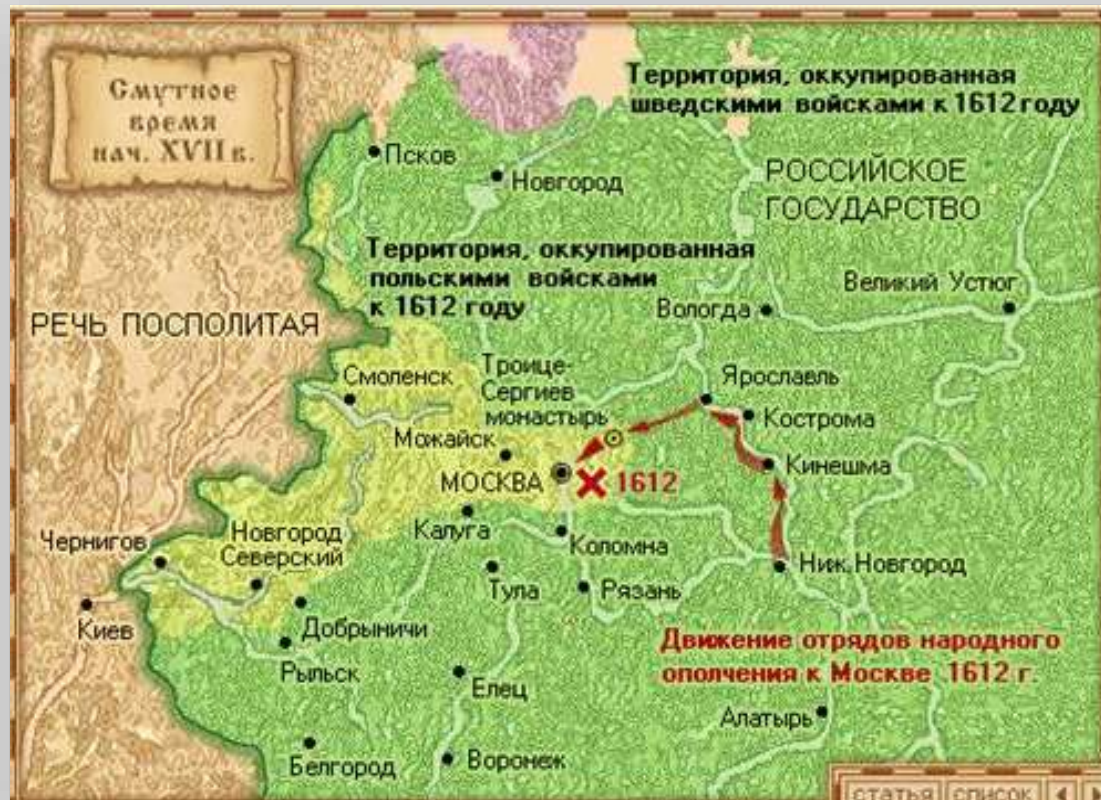 Смутное
время
нач. XVII в.
Территория, оккупированная
шведскими войсками к 1612 году
Псков
Новгород
РОССИЙСКОЕ
ГОСУДАРСТВО
Территория, оккупированная
польскими войсками
к 1612 году
Великий Устюг
Вологда
РЕЧЬ ПОСПОЛИТАЯ
Смоленск
Троице-
Сергиев
монастырь
Ярославль
Кострома
Можайск
Кинешма
МОСКВА
1612
Калуга
Коломна
Новгород
Северский
Чернигов
Ниж.Новгород
Тула
Рязань
Киев
Добрыничи
Рыльск
Движение отрядов народного
ополчения к Москве 1612 г.
Елец
Алатырь
Белгород
Воронеж
статья
список